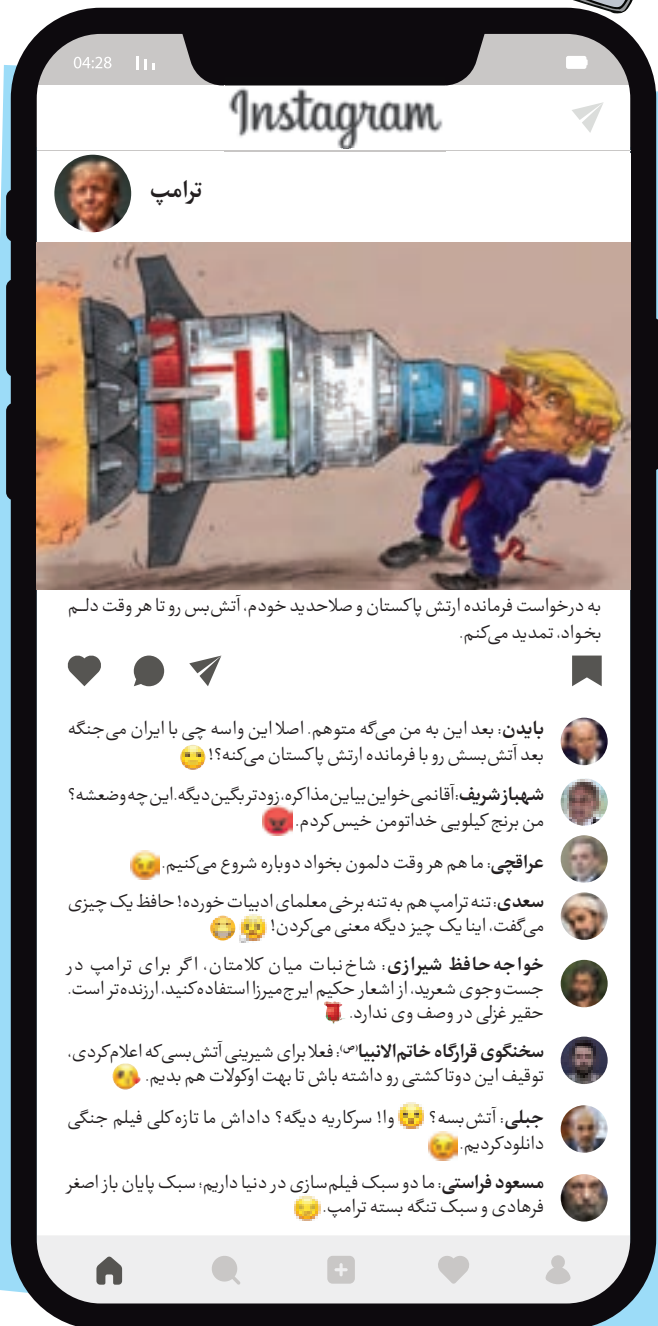 04:28
Instagram
ترامپ
به درخواست فرمانده ارتش پاکستان و صلاحدید خودم، آتش‌بس رو تا هر وقت دلم
بخواد، تمدید می‌کنم.
بایدن: بعد این به من می‌گه متوهم. اصلا این واسه چی با ایران می‌جنگه
بعد آتش‌بسش رو با فرمانده ارتش پاکستان می‌کنه؟!
شهباز شریف: آقا نمی‌خواین بیاین مذاکره، زودتر بگین دیگه. این چه وضعشه؟
من برنج کیلویی خدا تومن خیس کردم.
عراقچی: ما هم هر وقت دلمون بخواد دوباره شروع می‌کنیم.
سعدی: تنه ترامپ هم به تنه برخی معلمای ادبیات خورده! حافظ یک چیزی
می‌گفت، اینا یک چیز دیگه معنی می‌کردن!
خواجه حافظ شیرازی: شاخ نبات میان کلامتان، اگر برای ترامپ در
جست‌وجوی شعرید، از اشعار حکیم ایرج میرزا استفاده کنید، ارزنده‌تر است.
حقیر غزلی در وصف وی ندارد.
سخنگوی قرارگاه خاتم‌الانبیا(ص): فعلا برای شیرینی آتش‌بسی که اعلام کردی،
توقیف این دوتا کشتی رو داشته باش تا بهت اوکولات هم بدیم.
جبلی: آتش‌بسه؟ وا! سرکاریه دیگه؟ داداش ما تازه کلی فیلم جنگی
دانلود کردیم.
مسعود فراستی: ما دو سبک فیلم‌سازی در دنیا داریم؛ سبک پایان باز اصغر
فرهادی و سبک تنگه بسته ترامپ.